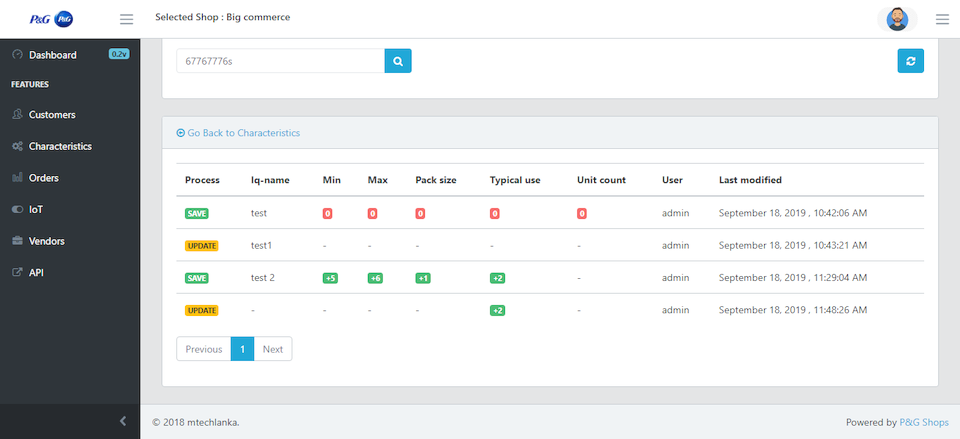 P&G P&G
Selected Shop : Big commerce
Dashboard 0.2v
FEATURES
Customers
Characteristics
Orders
IoT
Vendors
API
67767776s
Go Back to Characteristics
Process Iq-name Min Max Pack size Typical use Unit count User Last modified
SAVE test 0 0 0 0 0 admin September 18, 2019 , 10:42:06 AM
UPDATE test1 - - - - - admin September 18, 2019 , 10:43:21 AM
SAVE test 2 +5 +6 +1 +2 - admin September 18, 2019 , 11:29:04 AM
UPDATE - - - - +2 - admin September 18, 2019 , 11:48:26 AM
Previous 1 Next
© 2018 mtechlanka. Powered by P&G Shops